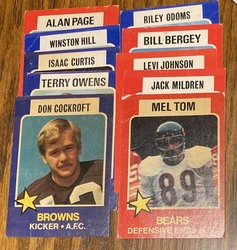 ALAN PAGE
WINSTON HILL
ISAAC CURTIS
TERRY OWENS
DON COCKROFT
BROWNS
KICKER • A.F.C.
RILEY ODOMS
BILL BERGEY
LEVI JOHNSON
JACK MILDREN
MEL TOM
89
BEARS
DEFENSIVE END • N.F.C.